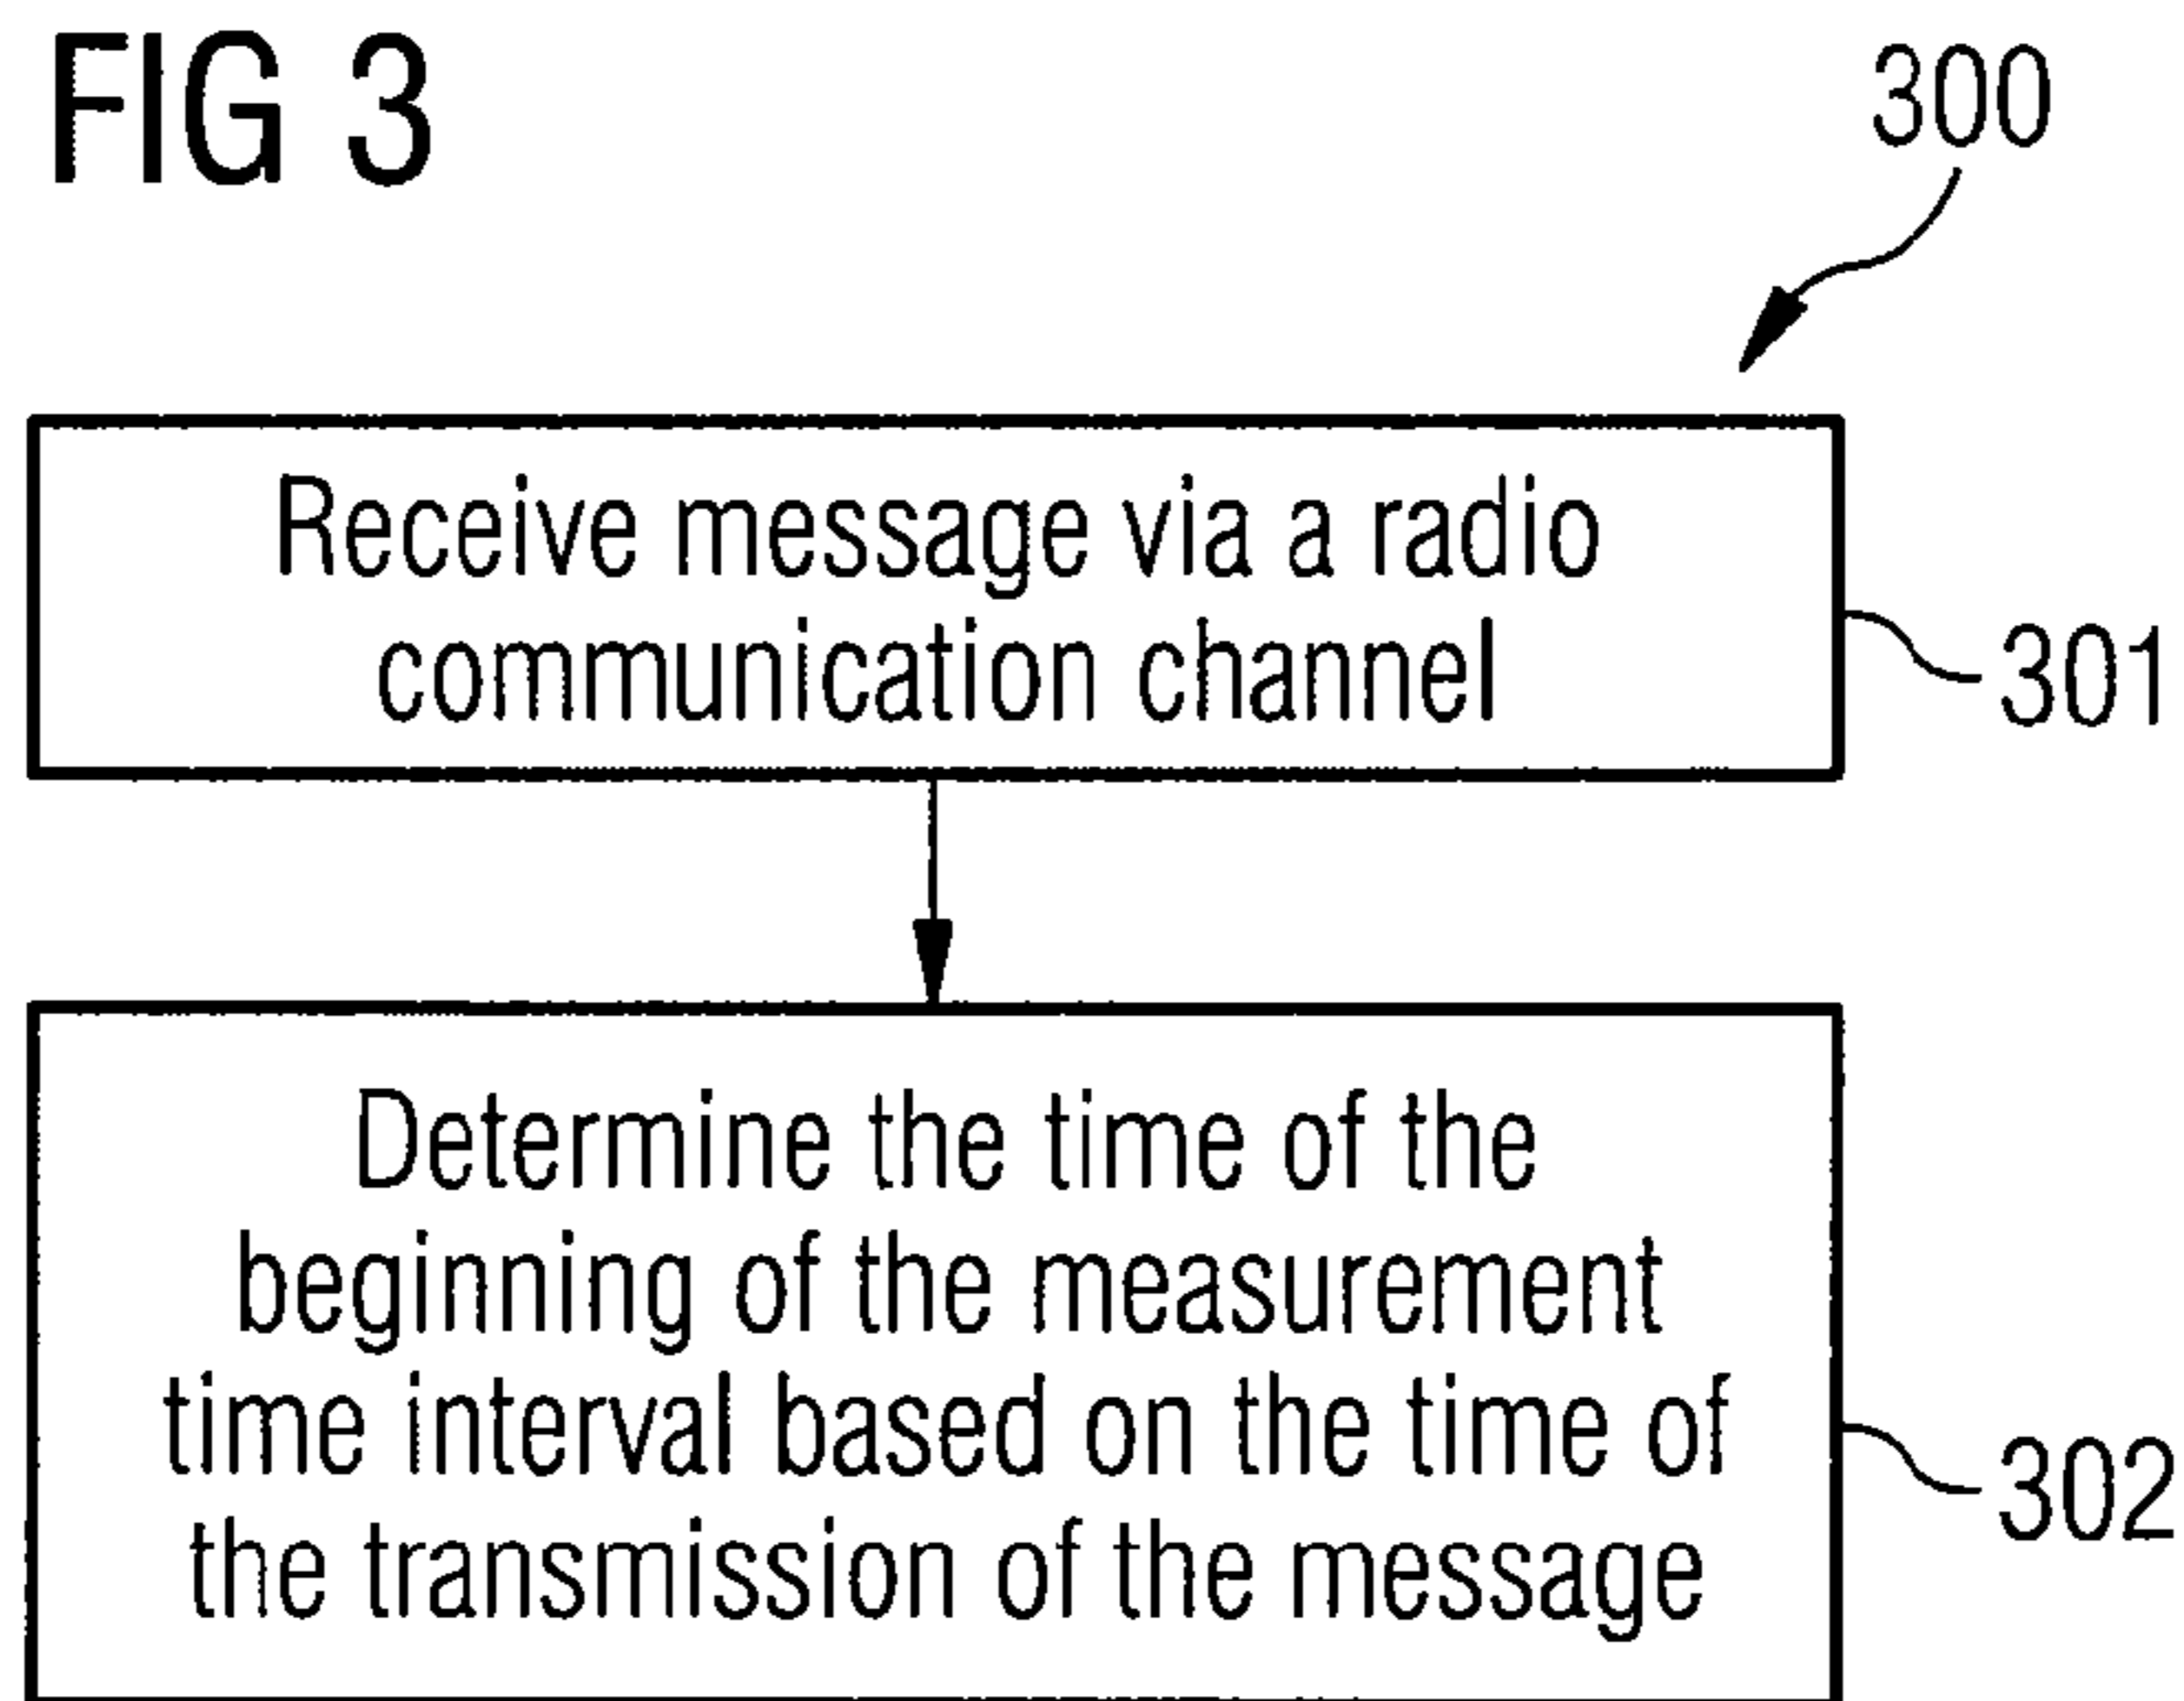 FIG 3
300
Receive message via a radio
communication channel
301
Determine the time of the
beginning of the measurement
time interval based on the time of
the transmission of the message
302